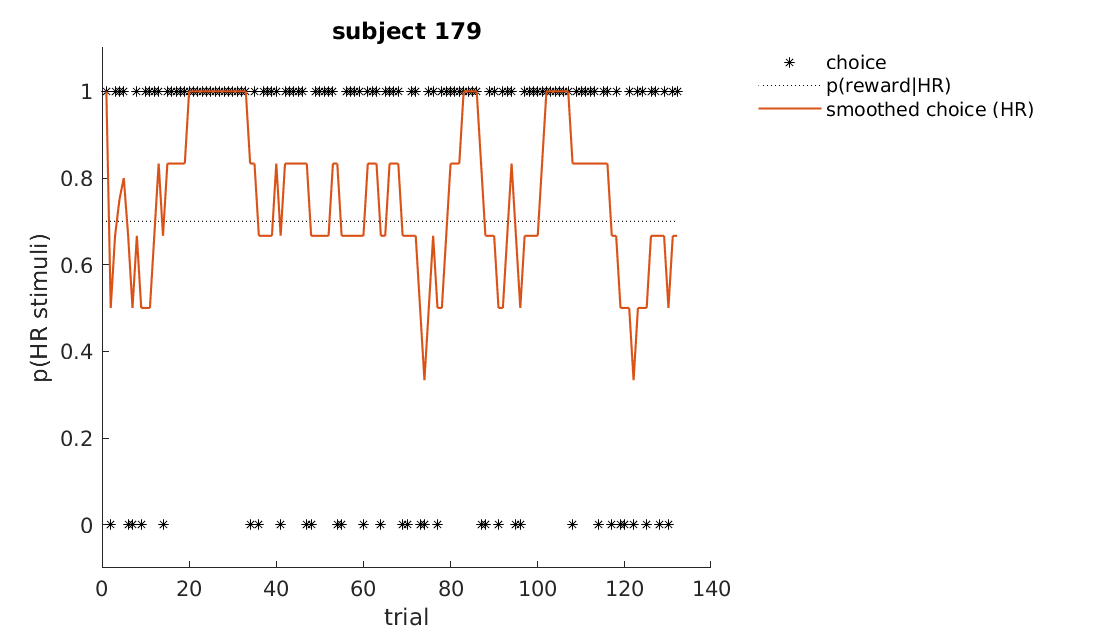 subject 179
choice
p(reward|HR)
smoothed choice (HR)
p(HR stimuli)
1
0.8
0.6
0.4
0.2
0
0 20 40 60 80 100 120 140
trial